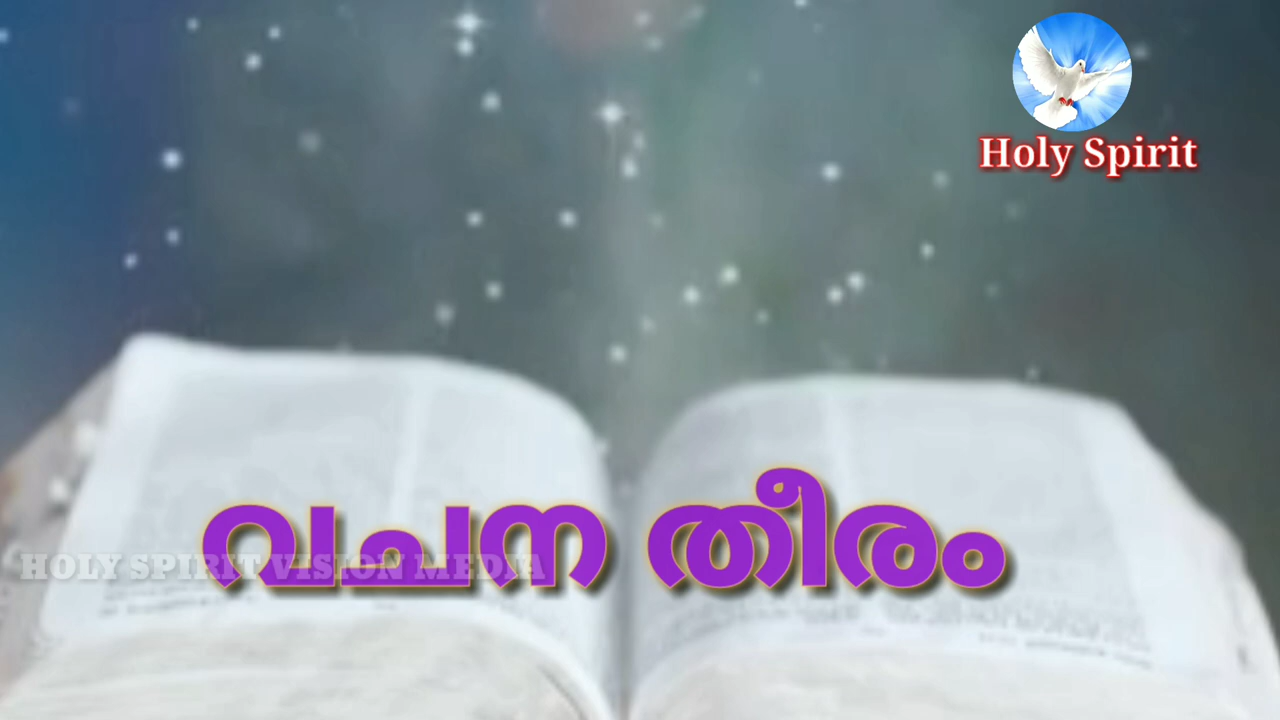 Holy Spirit
വചന തീരം
HOLY SPIRIT VISION MEDIA